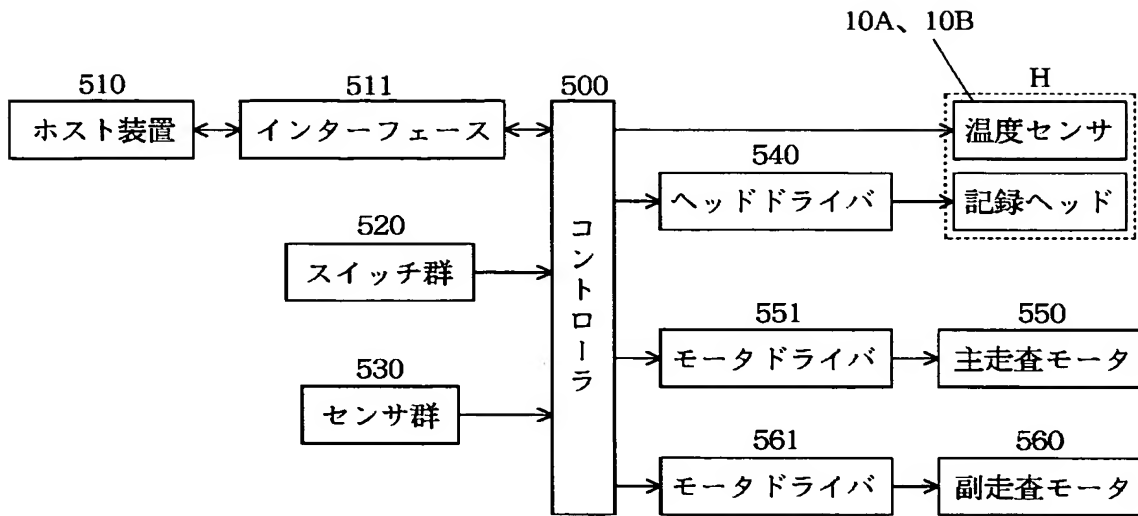 10A、10B
H
510
511
500
ホスト装置
インターフェース
温度センサ
540
ヘッドドライバ
記録ヘッド
520
スイッチ群
コントローラ
551
550
モータドライバ
主走査モータ
530
センサ群
561
560
モータドライバ
副走査モータ